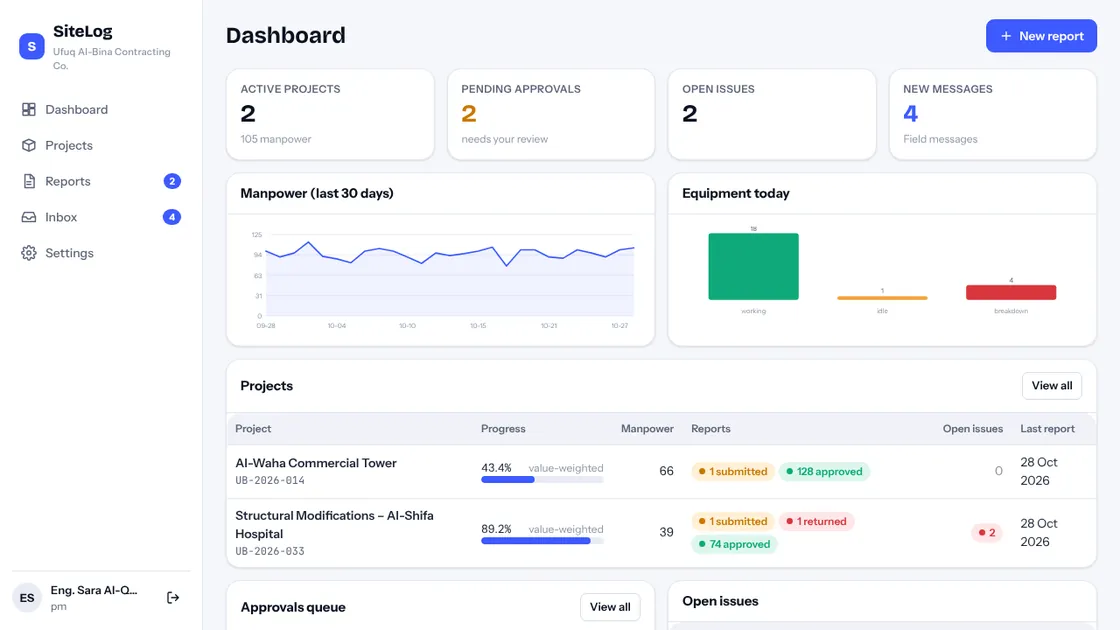 S
SiteLog
Ufuq Al-Bina Contracting
Co.
Dashboard
Projects
Reports 2
Inbox 4
Settings
ES
Eng. Sara Al-Q...
pm
Dashboard
+ New report
ACTIVE PROJECTS
2
105 manpower
PENDING APPROVALS
2
needs your review
OPEN ISSUES
2
NEW MESSAGES
4
Field messages
Manpower (last 30 days)
125
94
63
31
0
09-28 10-04 10-10 10-15 10-21 10-27
Equipment today
18 1 4
working idle breakdown
Projects
View all
Project Progress Manpower Reports Open issues Last report
Al-Waha Commercial Tower
UB-2026-014
43.4% value-weighted
66
1 submitted 128 approved
0
28 Oct
2026
Structural Modifications – Al-Shifa
Hospital
UB-2026-033
89.2% value-weighted
39
1 submitted 1 returned
74 approved
2
28 Oct
2026
Approvals queue
View all
Open issues